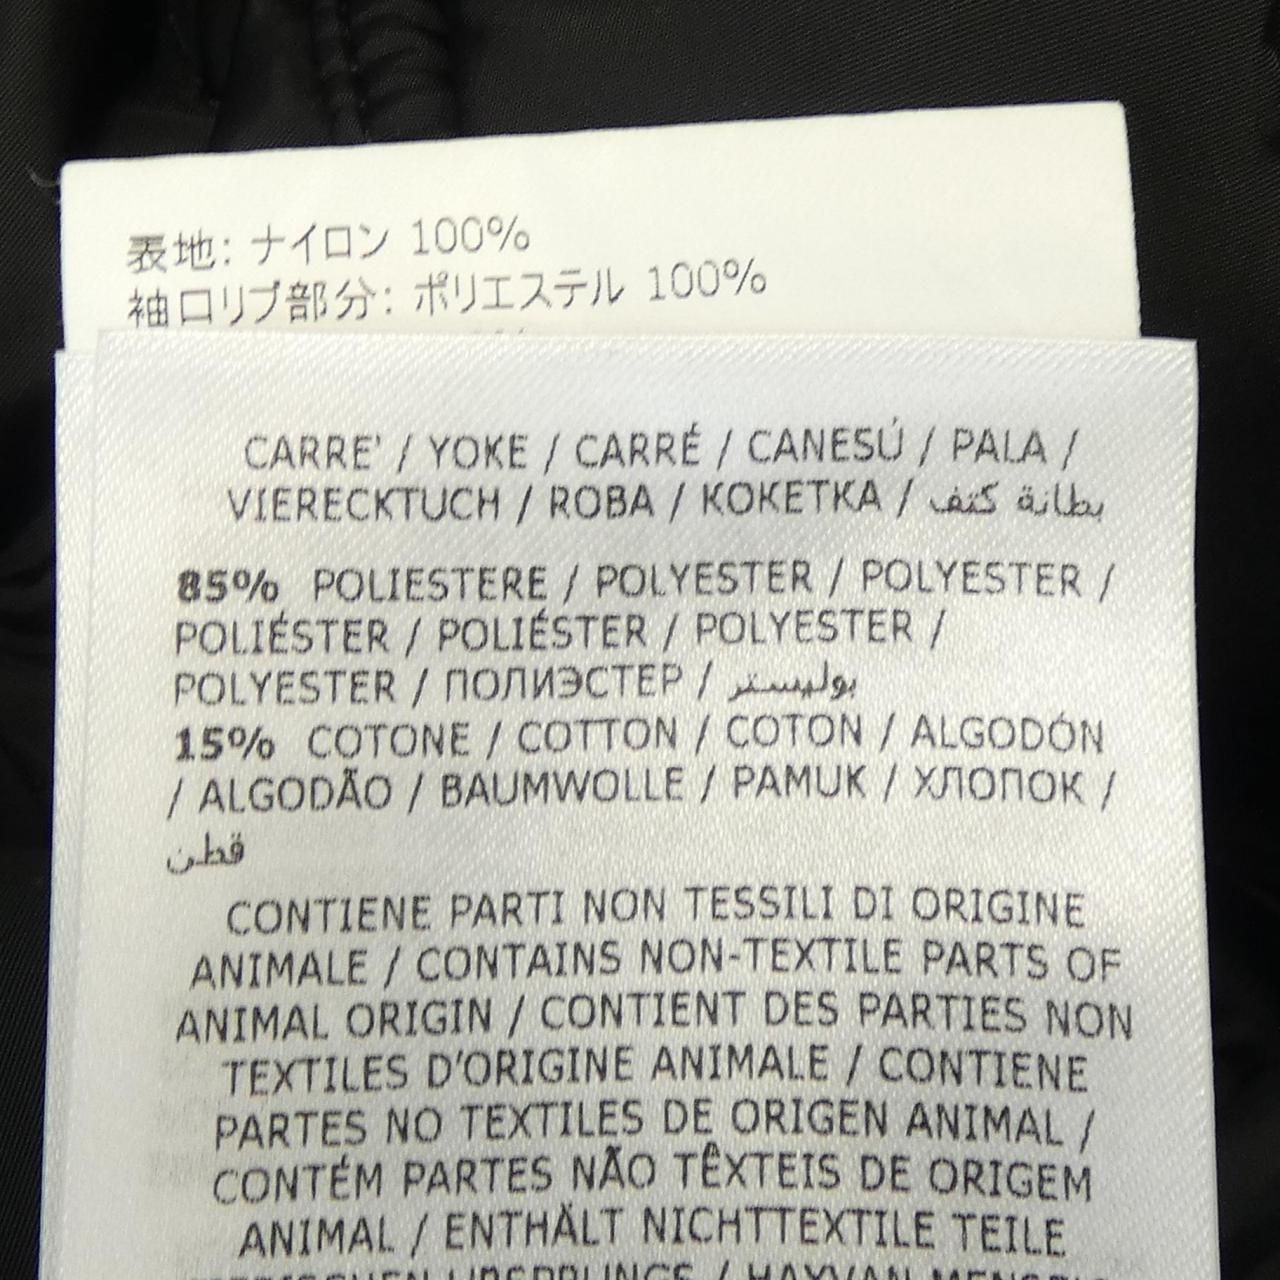 表地: ナイロン 100%
袖口リブ部分: ポリエステル 100%
CARRE' / YOKE / CARRÉ / CANESÚ / PALA /
VIERECKTUCH / ROBA / КОКЕТКА / بطانة كتف
85% POLIESTERE / POLYESTER / POLYESTER /
POLIÉSTER / POLIÉSTER / POLYESTER /
POLYESTER / ПОЛИЭСТЕР / بوليستر
15% COTONE / COTTON / COTON / ALGODÓN
/ ALGODÃO / BAUMWOLLE / PAMUK / ХЛОПОК /
قطن
CONTIENE PARTI NON TESSILI DI ORIGINE
ANIMALE / CONTAINS NON-TEXTILE PARTS OF
ANIMAL ORIGIN / CONTIENT DES PARTIES NON
TEXTILES D'ORIGINE ANIMALE / CONTIENE
PARTES NO TEXTILES DE ORIGEN ANIMAL /
CONTÉM PARTES NÃO TÊXTEIS DE ORIGEM
ANIMAL / ENTHÄLT NICHTTEXTILE TEILE